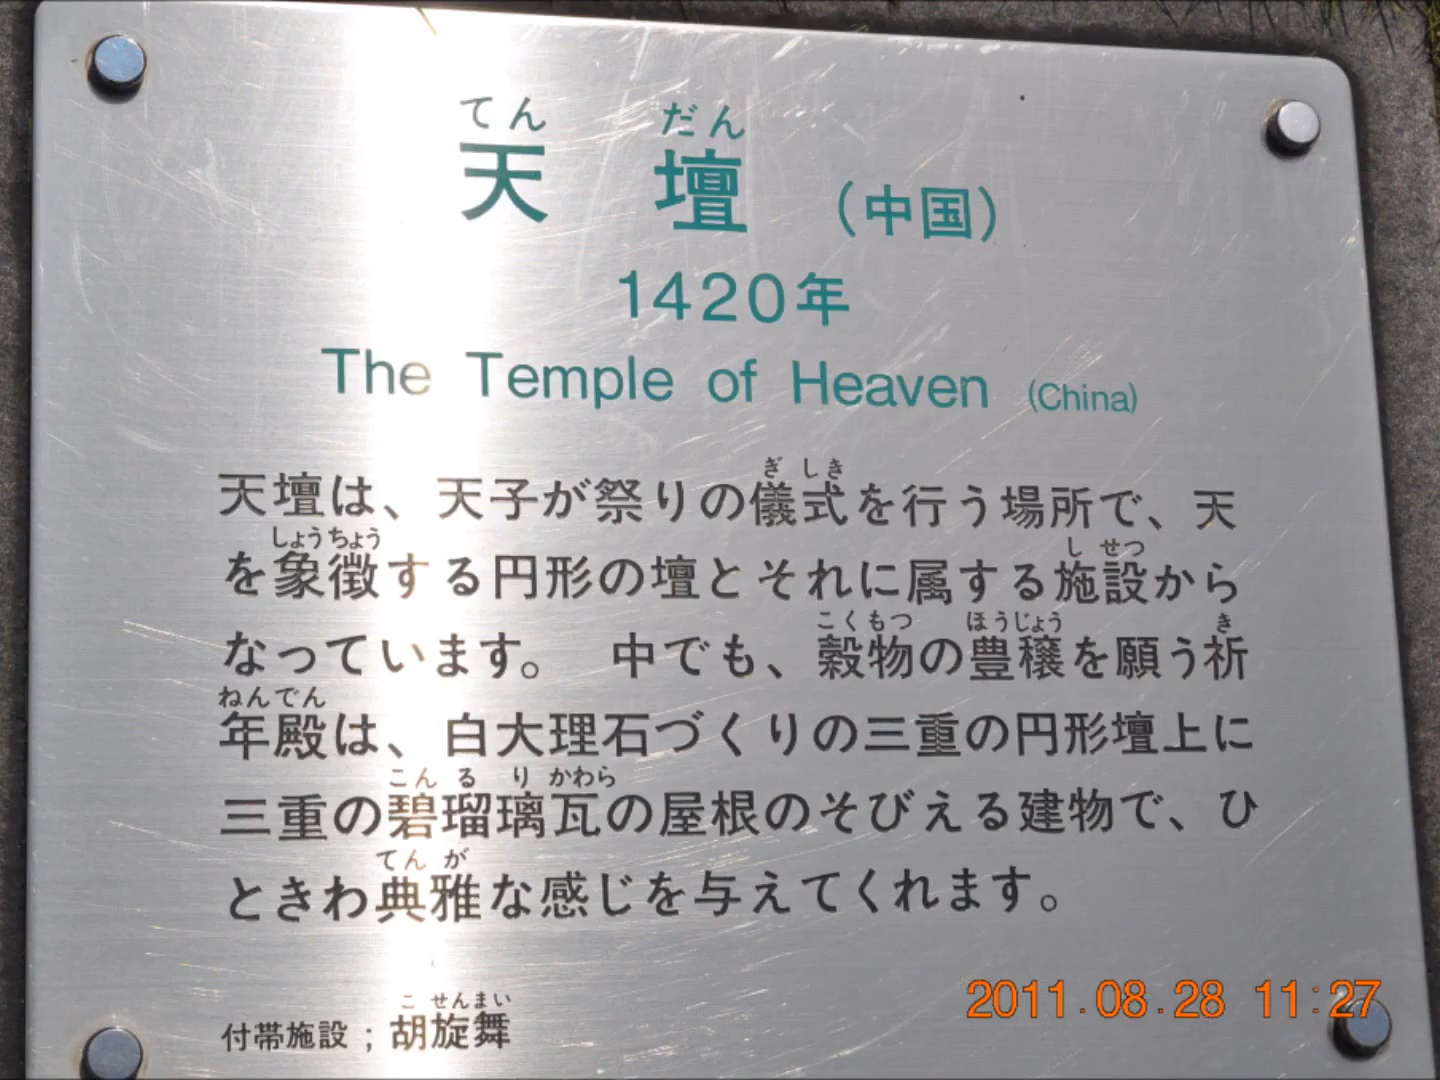 てん だん
天 壇 (中国)
1420年
The Temple of Heaven (China)
ぎしき
天壇は、天子が祭りの儀式を行う場所で、天
しょうちょう しせつ
を象徴する円形の壇とそれに属する施設から
こくもつ ほうじょう き
なっています。 中でも、穀物の豊穣を願う祈
ねんでん
年殿は、白大理石づくりの三重の円形壇上に
こんるりかわら
三重の碧瑠璃瓦の屋根のそびえる建物で、ひ
てんが
ときわ典雅な感じを与えてくれます。
こせんまい
付帯施設；胡旋舞
2011.08.28 11:27